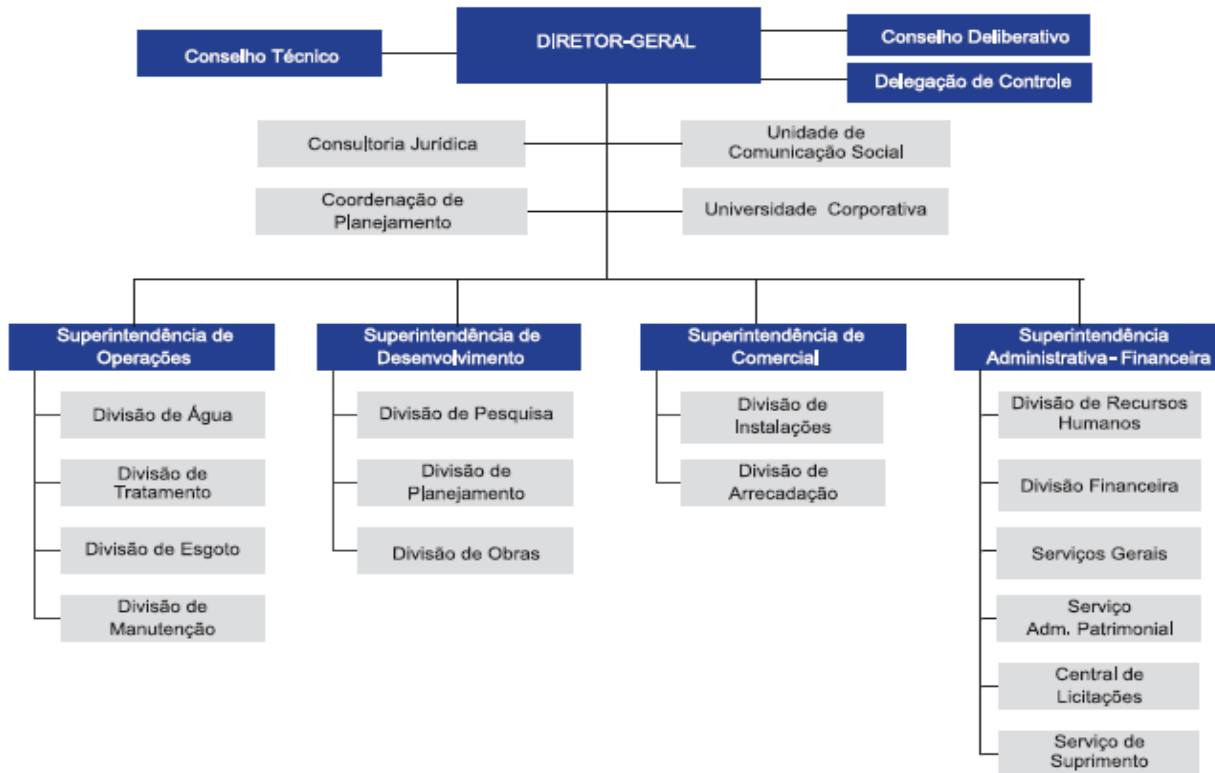 DIRETOR-GERAL
Conselho Técnico
Conselho Deliberativo
Delegação de Controle
Consultoria Jurídica
Unidade de
Comunicação Social
Coordenação de
Planejamento
Universidade Corporativa
Superintendência de
Operações
Divisão de Água
Divisão de
Tratamento
Divisão de Esgoto
Divisão de
Manutenção
Superintendência de
Desenvolvimento
Divisão de Pesquisa
Divisão de
Planejamento
Divisão de Obras
Superintendência de
Comercial
Divisão de
Instalações
Divisão de
Arrecadação
Superintendência
Administrativa-Financeira
Divisão de Recursos
Humanos
Divisão Financeira
Serviços Gerais
Serviço
Adm. Patrimonial
Central de
Licitações
Serviço de
Suprimento